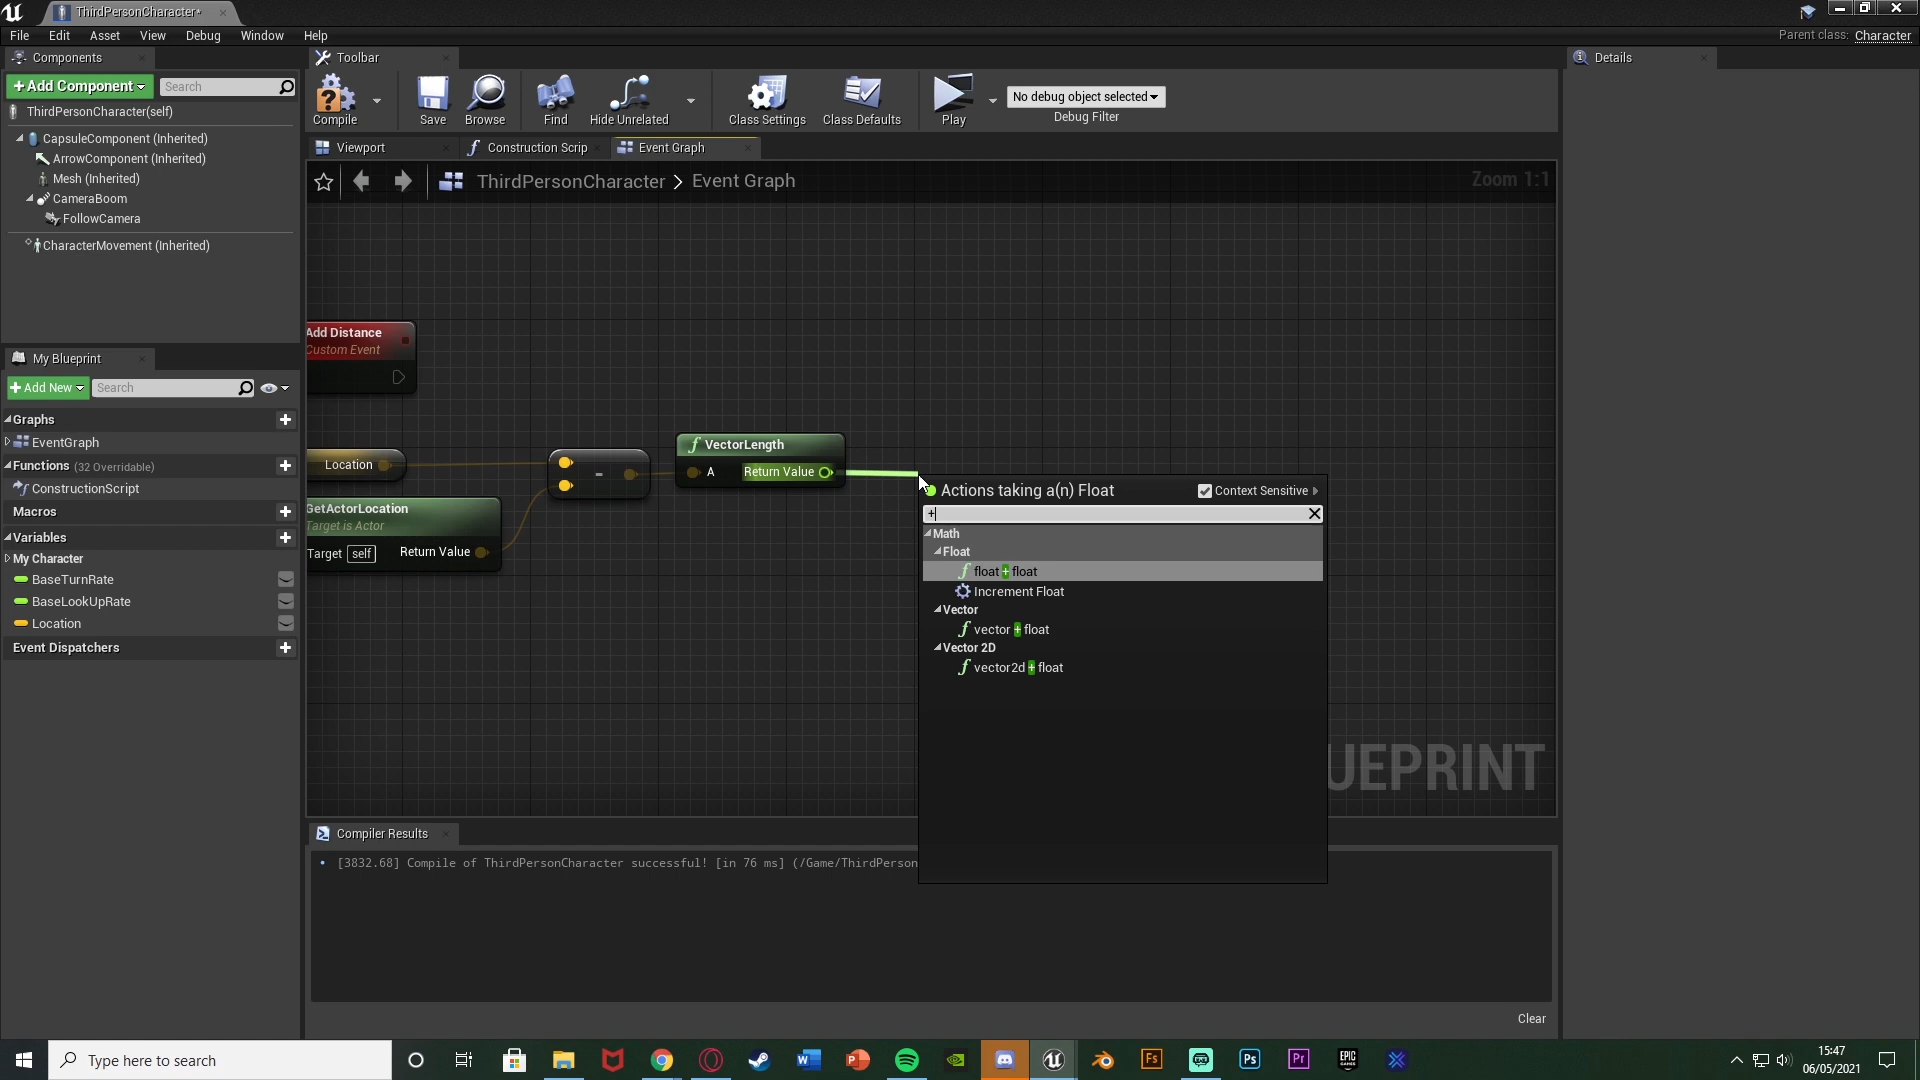 ThirdPersonCharacter*
File Edit Asset View Debug Window Help
Parent class: Character
Components
Toolbar
Details
+Add Component
Search
ThirdPersonCharacter(self)
CapsuleComponent (Inherited)
ArrowComponent (Inherited)
Mesh (Inherited)
CameraBoom
FollowCamera
CharacterMovement (Inherited)
Compile
Save
Browse
Find
Hide Unrelated
Class Settings
Class Defaults
Play
No debug object selected
Debug Filter
Viewport
Construction Scrip
Event Graph
ThirdPersonCharacter > Event Graph
Zoom 1:1
My Blueprint
+Add New
Search
Graphs
EventGraph
Functions (32 Overridable)
ConstructionScript
Macros
Variables
My Character
BaseTurnRate
BaseLookUpRate
Location
Event Dispatchers
Add Distance
Custom Event
Location
GetActorLocation
Target is Actor
Target self Return Value
-
VectorLength
A Return Value
Actions taking a(n) Float
Context Sensitive
+
Math
Float
float + float
Increment Float
Vector
vector + float
Vector 2D
vector2d + float
UEPRINT
Compiler Results
[3832.68] Compile of ThirdPersonCharacter successful! [in 76 ms] (/Game/ThirdPerson
Clear
Type here to search
15:47
06/05/2021